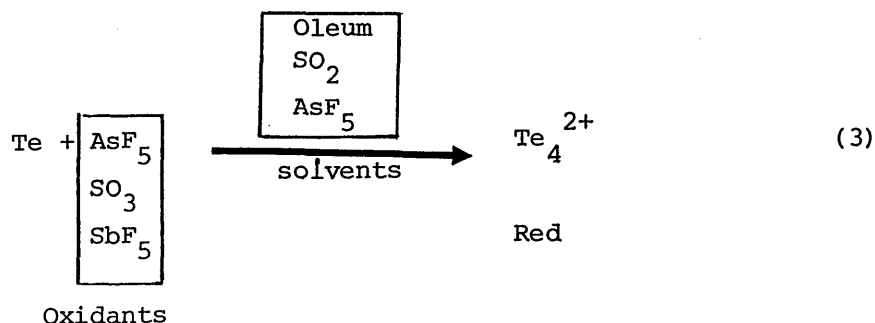 Oleum
SO2
AsF5
Te + AsF5
solvents
Te4 2+ (3)
SO3
SbF5
Red
Oxidants